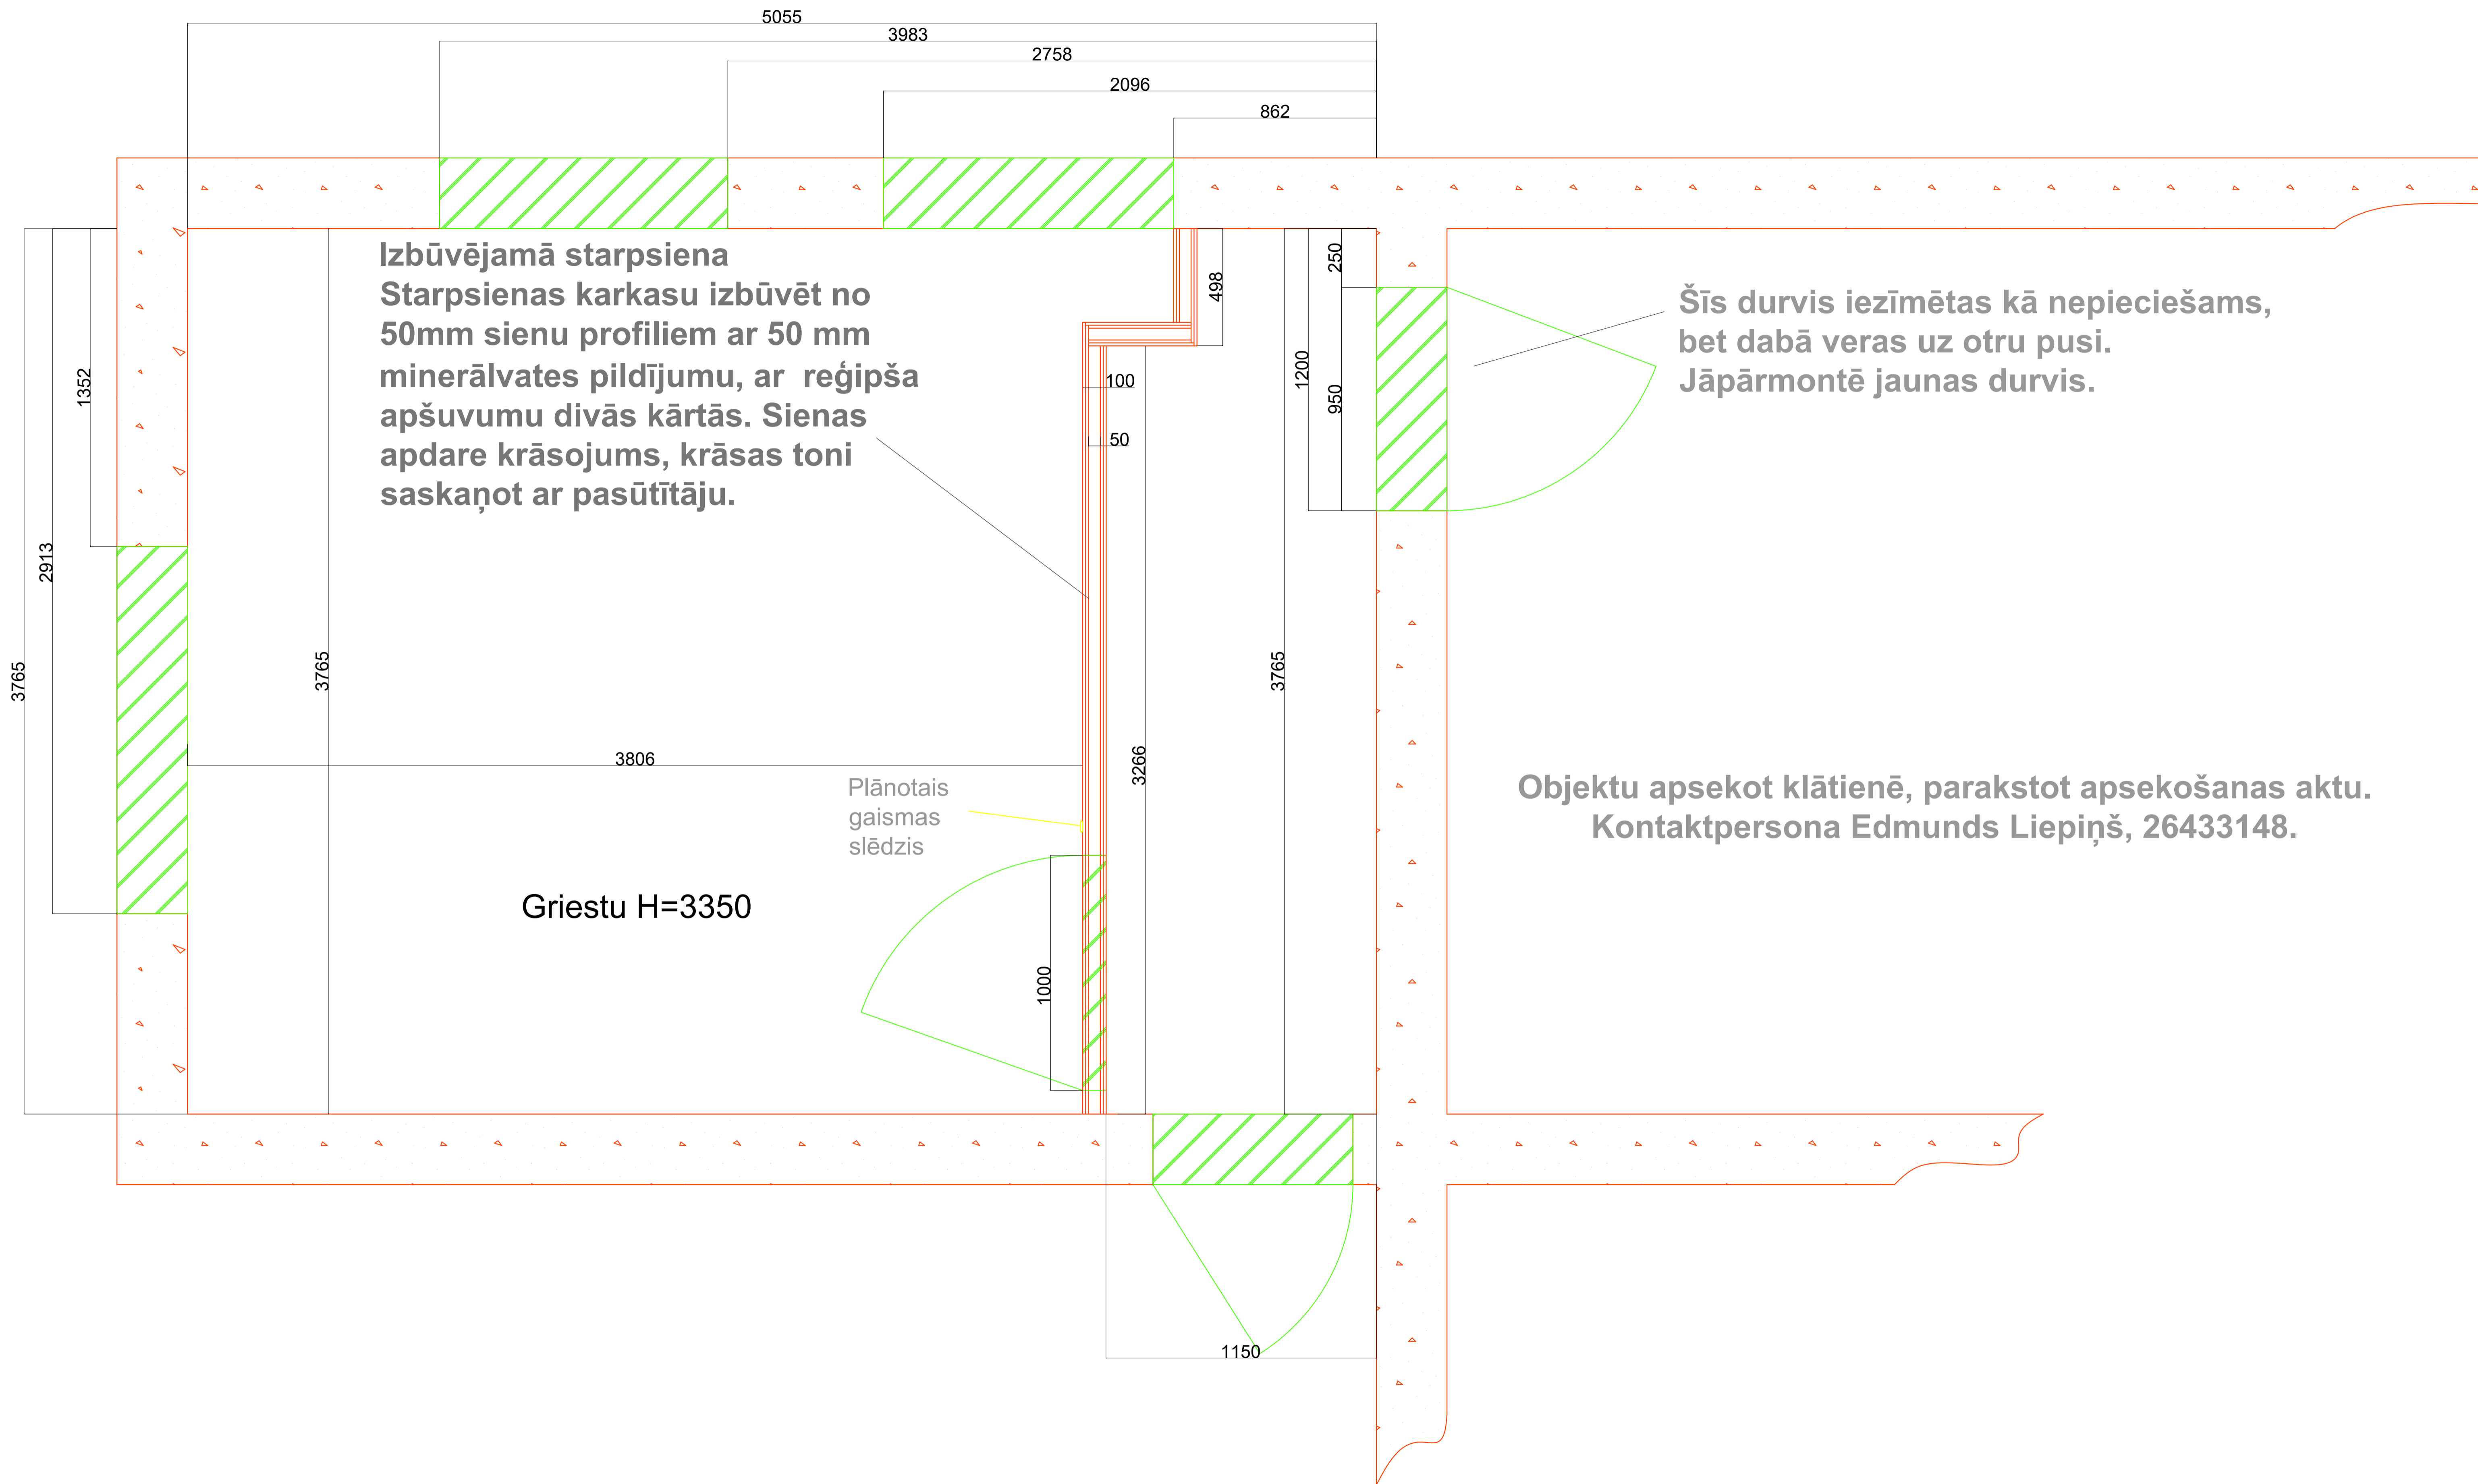 5055
3983
2758
2096
862
Izbūvējamā starpsiena
Starpsienas karkasu izbūvēt no
50mm sienu profiliem ar 50 mm
minerālvates pildījumu, ar  reģipša
apšuvumu divās kārtās. Sienas
apdare krāsojums, krāsas toni
saskaņot ar pasūtītāju.
498
250
1200
950
100
50
Šīs durvis iezīmētas kā nepieciešams,
bet dabā veras uz otru pusi.
Jāpārmontē jaunas durvis.
1352
2913
3765
3765
3765
3266
3806
Plānotais
gaismas
slēdzis
Objektu apsekot klātienē, parakstot apsekošanas aktu.
Kontaktpersona Edmunds Liepiņš, 26433148.
Griestu H=3350
1000
1150